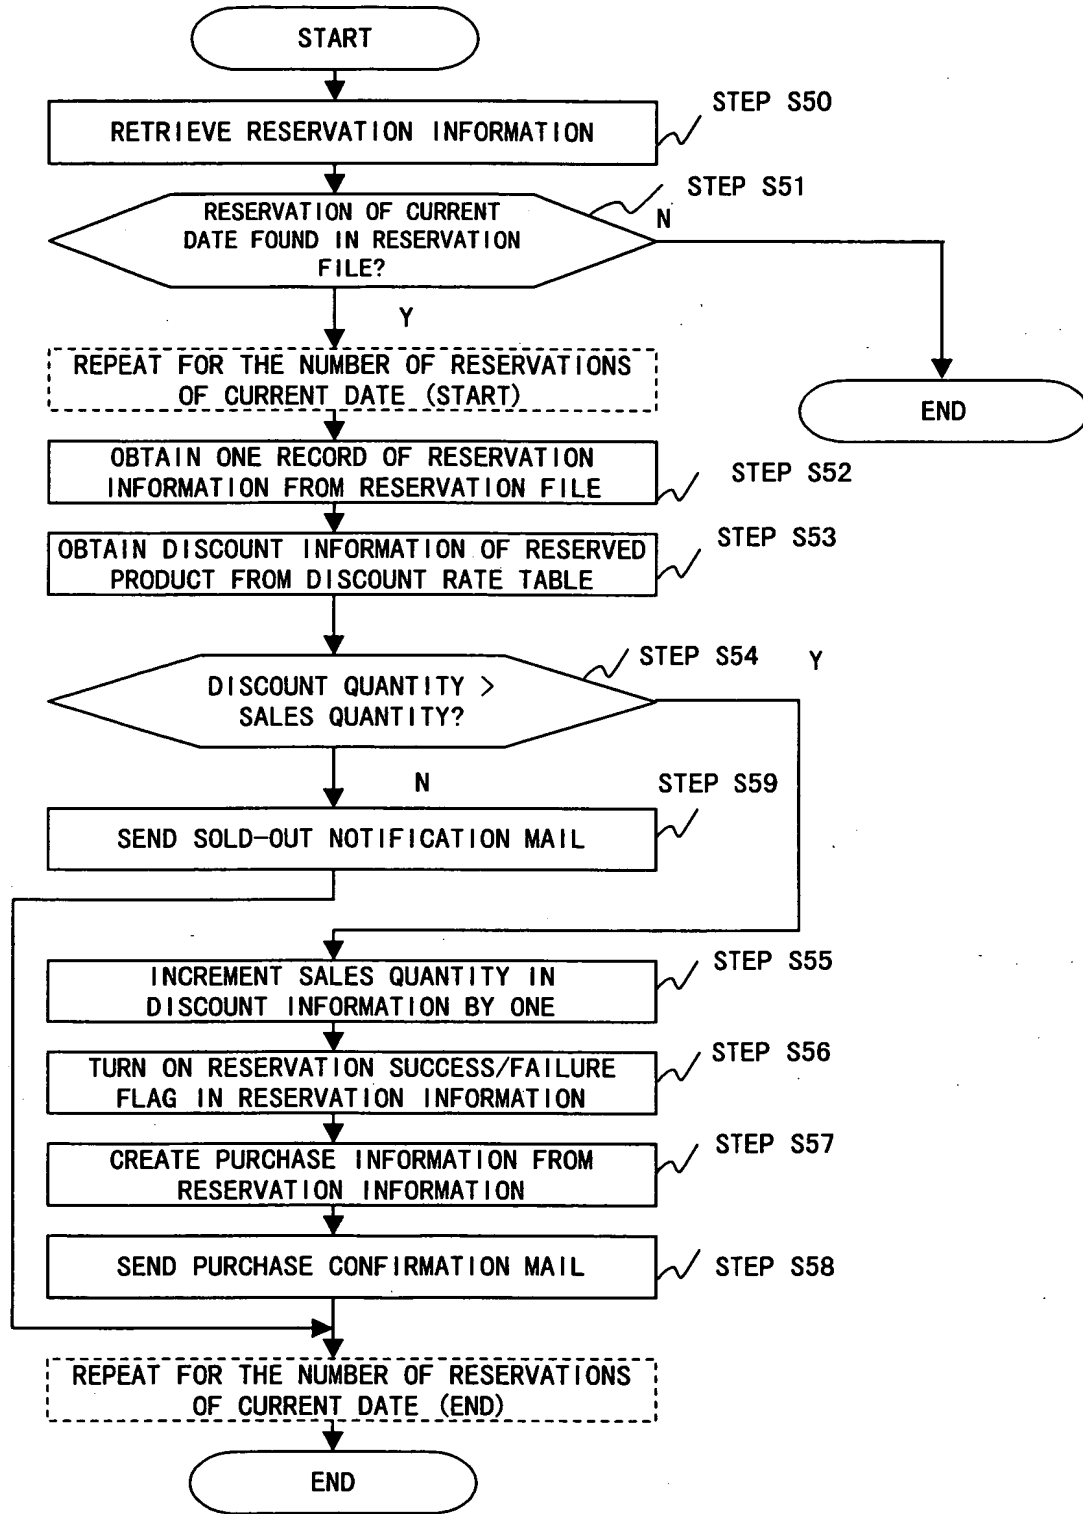 START
STEP S50
RETRIEVE RESERVATION INFORMATION
STEP S51
RESERVATION OF CURRENT
DATE FOUND IN RESERVATION
FILE?
N
Y
REPEAT FOR THE NUMBER OF RESERVATIONS
OF CURRENT DATE (START)
END
OBTAIN ONE RECORD OF RESERVATION
INFORMATION FROM RESERVATION FILE
STEP S52
STEP S53
OBTAIN DISCOUNT INFORMATION OF RESERVED
PRODUCT FROM DISCOUNT RATE TABLE
STEP S54
Y
DISCOUNT QUANTITY >
SALES QUANTITY?
N
STEP S59
SEND SOLD-OUT NOTIFICATION MAIL
STEP S55
INCREMENT SALES QUANTITY IN
DISCOUNT INFORMATION BY ONE
STEP S56
TURN ON RESERVATION SUCCESS/FAILURE
FLAG IN RESERVATION INFORMATION
STEP S57
CREATE PURCHASE INFORMATION FROM
RESERVATION INFORMATION
SEND PURCHASE CONFIRMATION MAIL
STEP S58
REPEAT FOR THE NUMBER OF RESERVATIONS
OF CURRENT DATE (END)
END